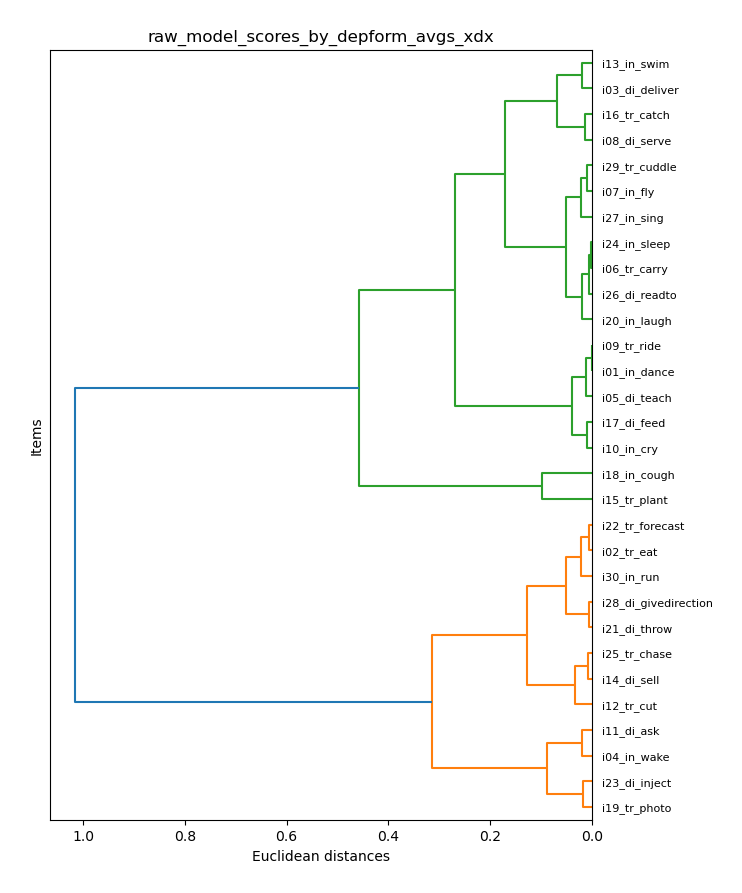 raw_model_scores_by_depform_avgs_xdx
i13_in_swim
i03_di_deliver
i16_tr_catch
i08_di_serve
i29_tr_cuddle
i07_in_fly
i27_in_sing
i24_in_sleep
i06_tr_carry
i26_di_readto
i20_in_laugh
i09_tr_ride
i01_in_dance
i05_di_teach
i17_di_feed
i10_in_cry
i18_in_cough
i15_tr_plant
i22_tr_forecast
i02_tr_eat
i30_in_run
i28_di_givedirection
i21_di_throw
i25_tr_chase
i14_di_sell
i12_tr_cut
i11_di_ask
i04_in_wake
i23_di_inject
i19_tr_photo
Items
1.0 0.8 0.6 0.4 0.2 0.0
Euclidean distances